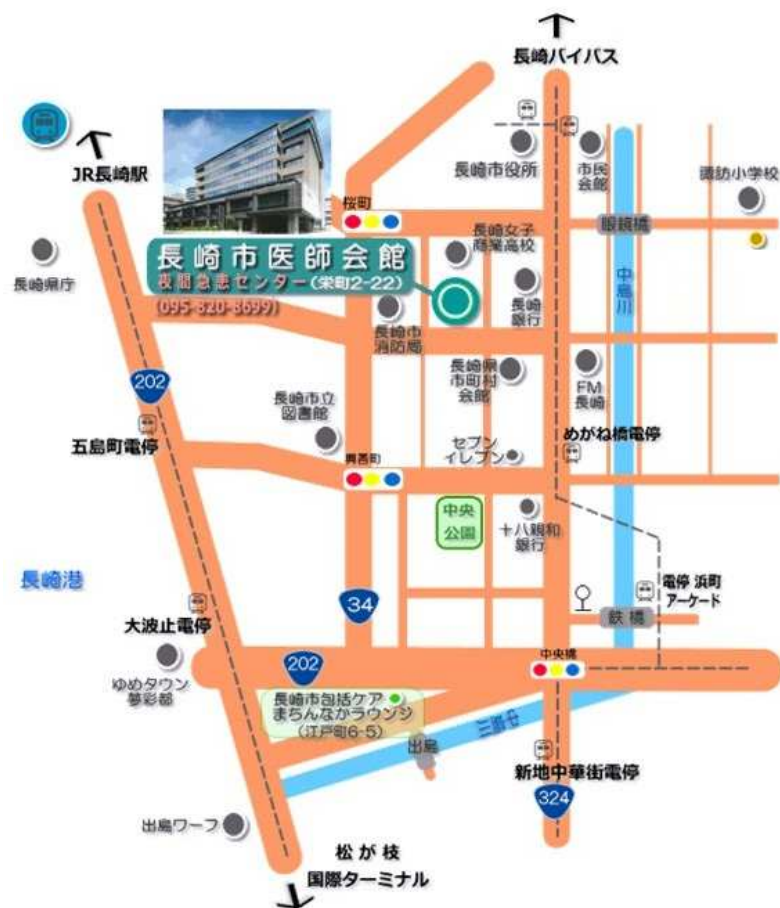 長崎バイパス
JR長崎駅
長崎市役所
市民
会館
諏訪小学校
桜町
長崎女子
商業高校
眼鏡橋
長崎県庁
長崎市医師会館
夜間急患センター(栄町2-22)
(095-820-8699)
長崎
銀行
中島川
長崎市
消防局
長崎県
市町村
会館
FM
長崎
202
長崎市立
図書館
五島町電停
セブン
イレブン
めがね橋電停
興善町
中央
公園
十八親和
銀行
長崎港
34
電停 浜町
アーケード
大波止電停
鉄橋
中央橋
ゆめタウン
夢彩都
202
長崎市包括ケア
まちんなかラウンジ
(江戸町6-5)
中島川
出島
新地中華街電停
324
出島ワーフ
松が枝
国際ターミナル